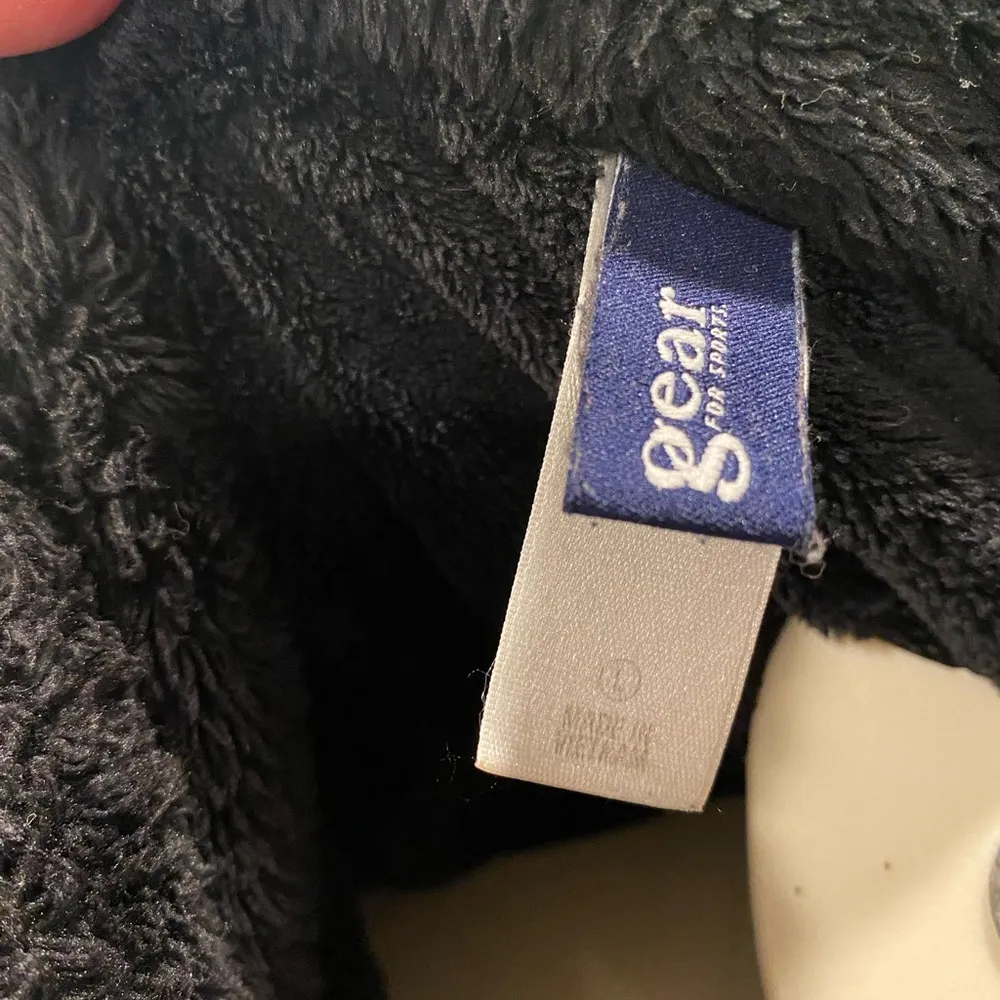 gear
FOR SPORTS
MADE IN
VIETNAM